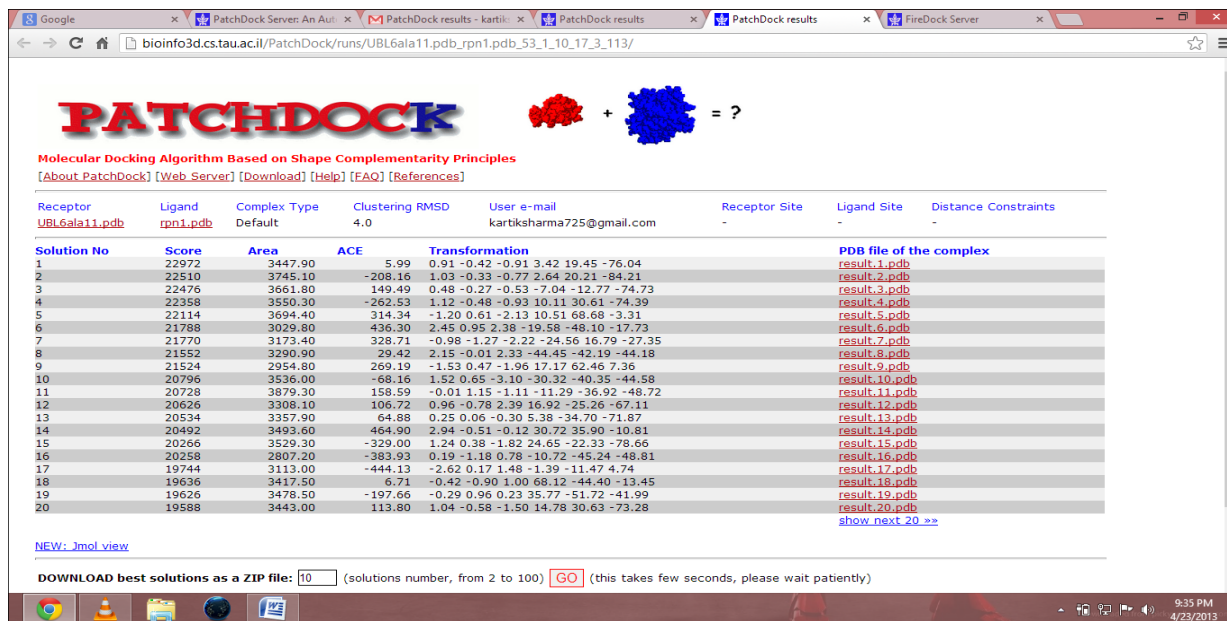 Google
PatchDock Server: An Aut
PatchDock results - kartik
PatchDock results
PatchDock results
FireDock Server
bioinfo3d.cs.tau.ac.il/PatchDock/runs/UBL6ala11.pdb_rpn1.pdb_53_1_10_17_3_113/
PATCHDOCK + = ?
Molecular Docking Algorithm Based on Shape Complementarity Principles
[About PatchDock] [Web Server] [Download] [Help] [FAQ] [References]
Receptor Ligand Complex Type Clustering RMSD User e-mail Receptor Site Ligand Site Distance Constraints
UBL6ala11.pdb rpn1.pdb Default 4.0 kartiksharma725@gmail.com - - -
Solution No Score Area ACE Transformation PDB file of the complex
1 22972 3447.90 5.99 0.91 -0.42 -0.91 3.42 19.45 -76.04 result.1.pdb
2 22510 3745.10 -208.16 1.03 -0.33 -0.77 2.64 20.21 -84.21 result.2.pdb
3 22476 3661.80 149.49 0.48 -0.27 -0.53 -7.04 -12.77 -74.73 result.3.pdb
4 22358 3550.30 -262.53 1.12 -0.48 -0.93 10.11 30.61 -74.39 result.4.pdb
5 22114 3694.40 314.34 -1.20 0.61 -2.13 10.51 68.68 -3.31 result.5.pdb
6 21788 3029.80 436.30 2.45 0.95 2.38 -19.58 -48.10 -17.73 result.6.pdb
7 21770 3173.40 328.71 -0.98 -1.27 -2.22 -24.56 16.79 -27.35 result.7.pdb
8 21552 3290.90 29.42 2.15 -0.01 2.33 -44.45 -42.19 -44.18 result.8.pdb
9 21524 2954.80 269.19 -1.53 0.47 -1.96 17.17 62.46 7.36 result.9.pdb
10 20796 3536.00 -68.16 1.52 0.65 -3.10 -30.32 -40.35 -44.58 result.10.pdb
11 20728 3879.30 158.59 -0.01 1.15 -1.11 -11.29 -36.92 -48.72 result.11.pdb
12 20626 3308.10 106.72 0.96 -0.78 2.39 16.92 -25.26 -67.11 result.12.pdb
13 20534 3357.90 64.88 0.25 0.06 -0.30 5.38 -34.70 -71.87 result.13.pdb
14 20492 3493.60 464.90 2.94 -0.51 -0.12 30.72 35.90 -10.81 result.14.pdb
15 20266 3529.30 -329.00 1.24 0.38 -1.82 24.65 -22.33 -78.66 result.15.pdb
16 20258 2807.20 -383.93 0.19 -1.18 0.78 -10.72 -45.24 -48.81 result.16.pdb
17 19744 3113.00 -444.13 -2.62 0.17 1.48 -1.39 -11.47 4.74 result.17.pdb
18 19636 3417.50 6.71 -0.42 -0.90 1.00 68.12 -44.40 -13.45 result.18.pdb
19 19626 3478.50 -197.66 -0.29 0.96 0.23 35.77 -51.72 -41.99 result.19.pdb
20 19588 3443.00 113.80 1.04 -0.58 -1.50 14.78 30.63 -73.28 result.20.pdb
show next 20 »»
NEW: Jmol view
DOWNLOAD best solutions as a ZIP file: 10 (solutions number, from 2 to 100) GO (this takes few seconds, please wait patiently)
9:35 PM
4/23/2013